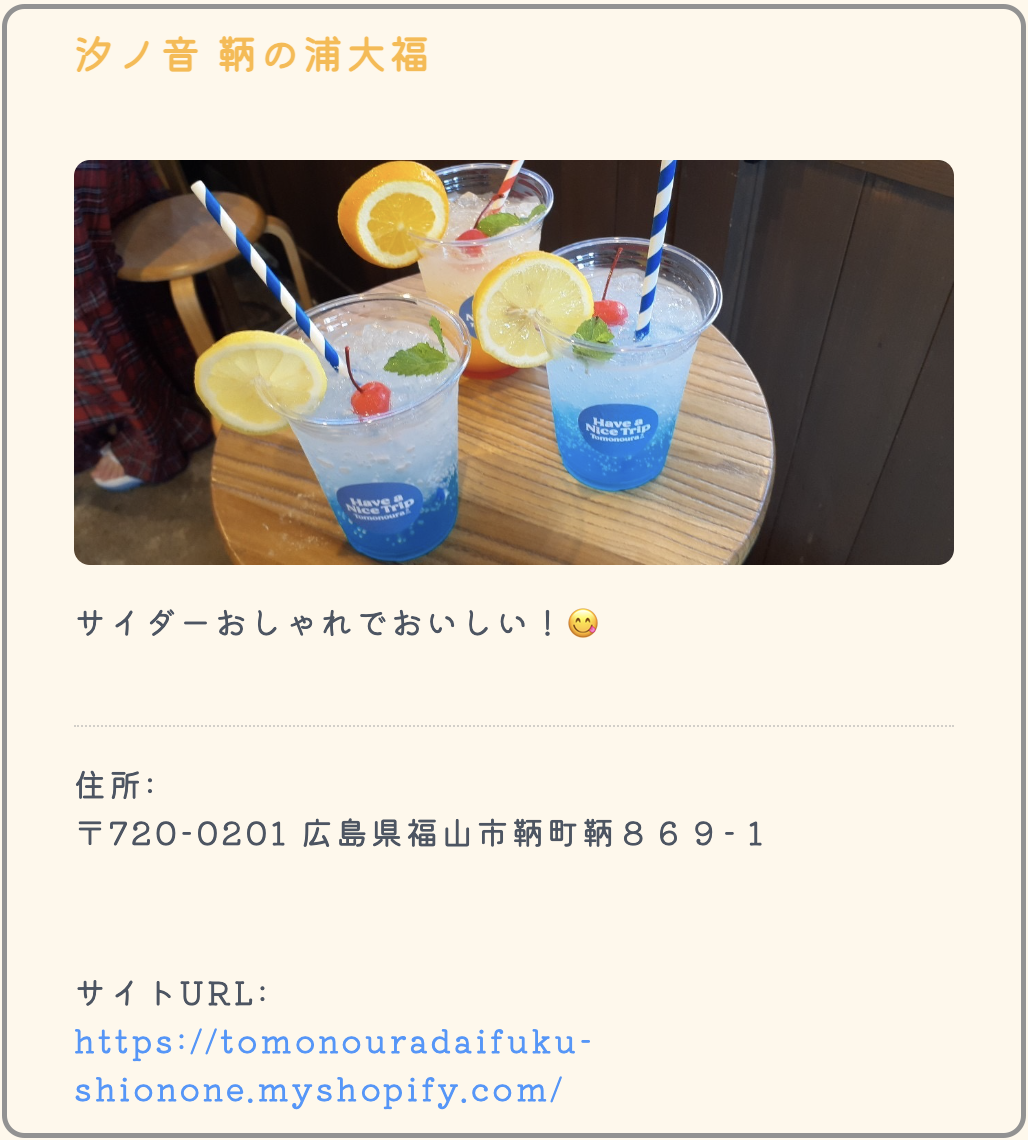 汐ノ音 鞆の浦大福
Have a
Nice Trip
Tomonoura
Have a
Nice Trip
Tomonoura
サイダーおしゃれでおいしい！😋
住所:
〒720-0201 広島県福山市鞆町鞆８６９-１
サイトURL:
https://tomonouradaifuku-
shionone.myshopify.com/